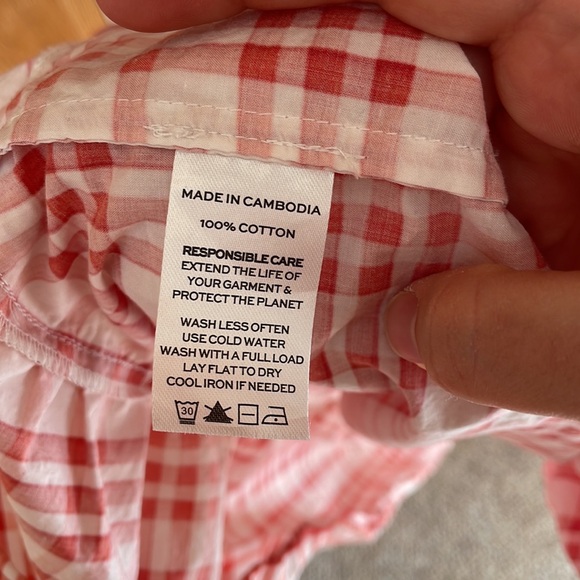 MADE IN CAMBODIA
100% COTTON
RESPONSIBLE CARE
EXTEND THE LIFE OF
YOUR GARMENT &
PROTECT THE PLANET
WASH LESS OFTEN
USE COLD WATER
WASH WITH A FULL LOAD
LAY FLAT TO DRY
COOL IRON IF NEEDED
30